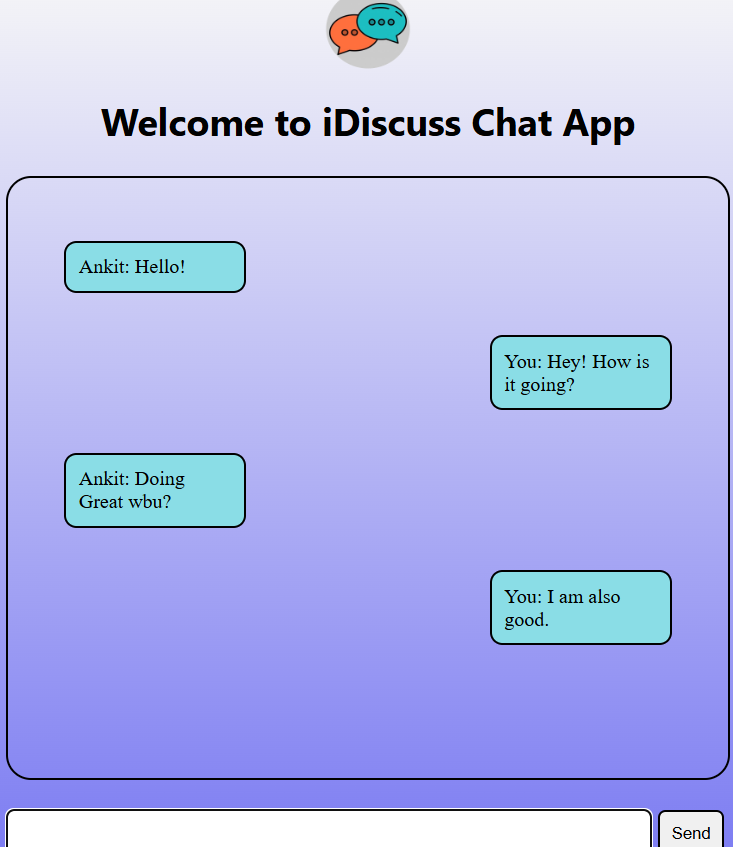 Welcome to iDiscuss Chat App
Ankit: Hello!
You: Hey! How is
it going?
Ankit: Doing
Great wbu?
You: I am also
good.
Send